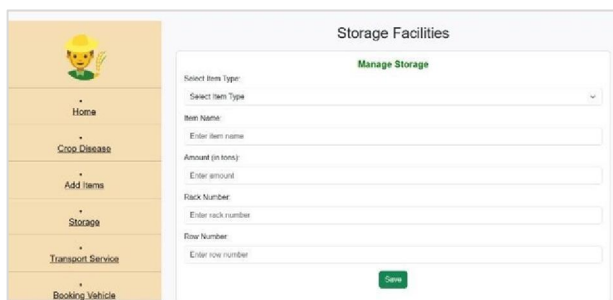 Storage Facilities
Manage Storage
Select Item Type:
Select Item Type
Item Name:
Enter item name
Amount (in tons):
Enter amount
Rack Number:
Enter rack number
Row Number:
Enter row number
Save
Home
Crop Disease
Add Items
Storage
Transport Service
Booking Vehicle